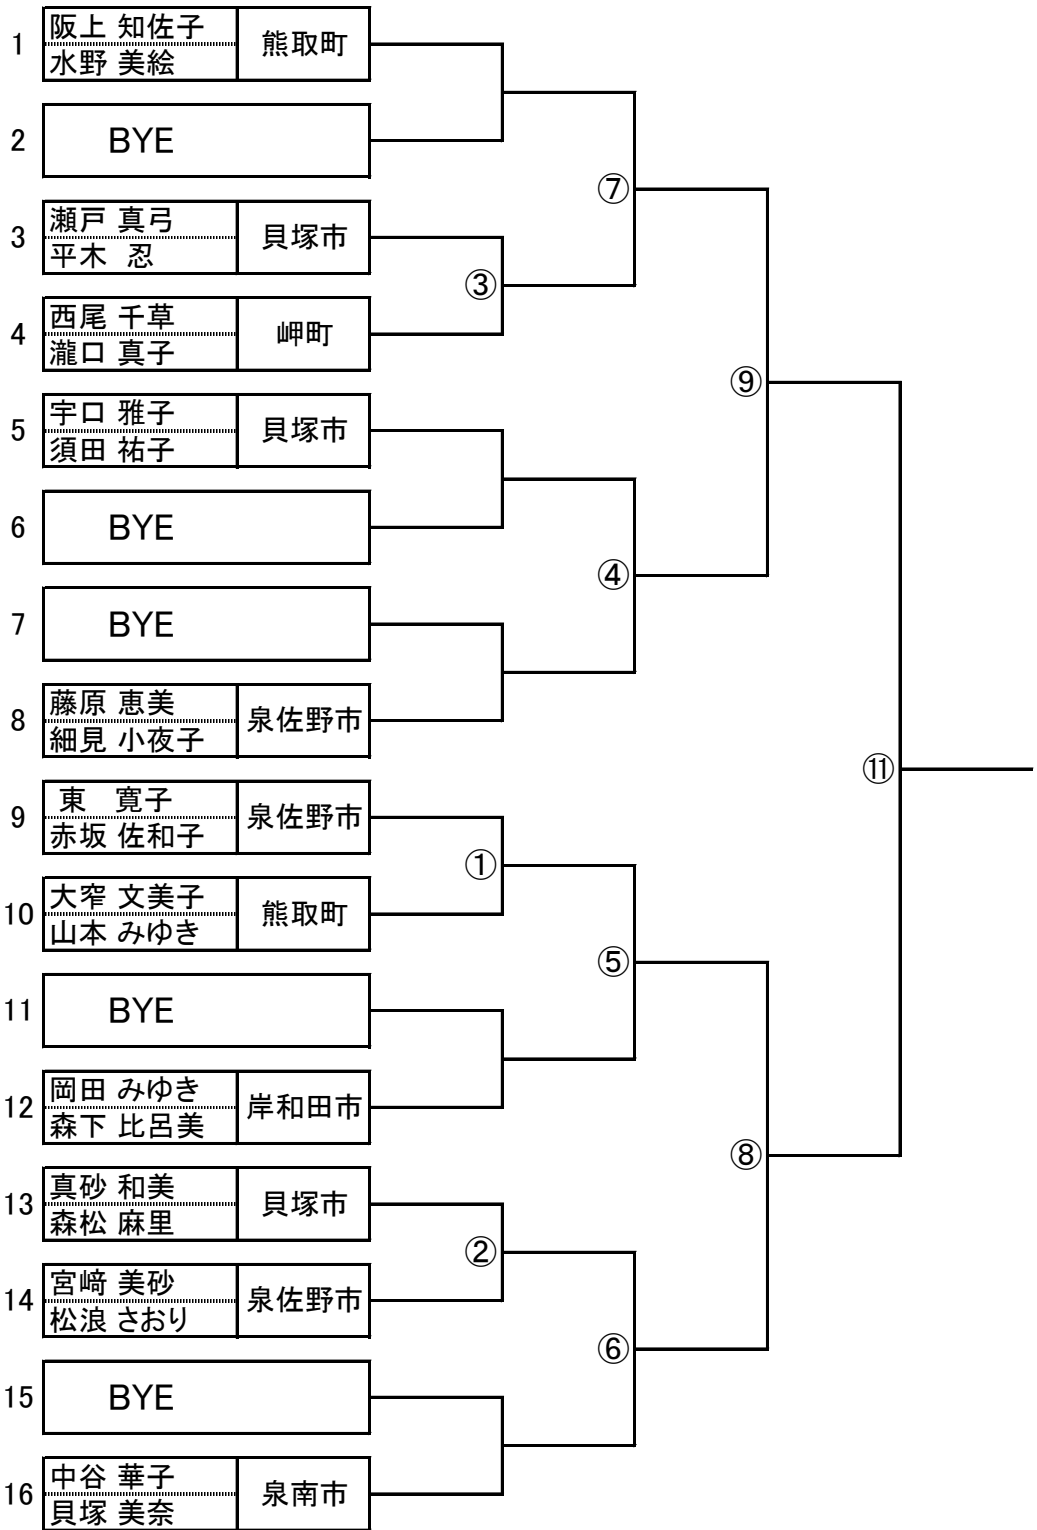 1 阪上 知佐子 熊取町
水野 美絵
2 BYE
⑦
3 瀬戸 真弓 貝塚市
平木 忍
③
4 西尾 千草 岬町
瀧口 真子
⑨
5 宇口 雅子 貝塚市
須田 祐子
6 BYE
④
7 BYE
8 藤原 恵美 泉佐野市
細見 小夜子
⑪
9 東 寛子 泉佐野市
赤坂 佐和子
①
10 大窄 文美子 熊取町
山本 みゆき
⑤
11 BYE
12 岡田 みゆき 岸和田市
森下 比呂美
⑧
13 真砂 和美 貝塚市
森松 麻里
②
14 宮﨑 美砂 泉佐野市
松浪 さおり
⑥
15 BYE
16 中谷 華子 泉南市
貝塚 美奈